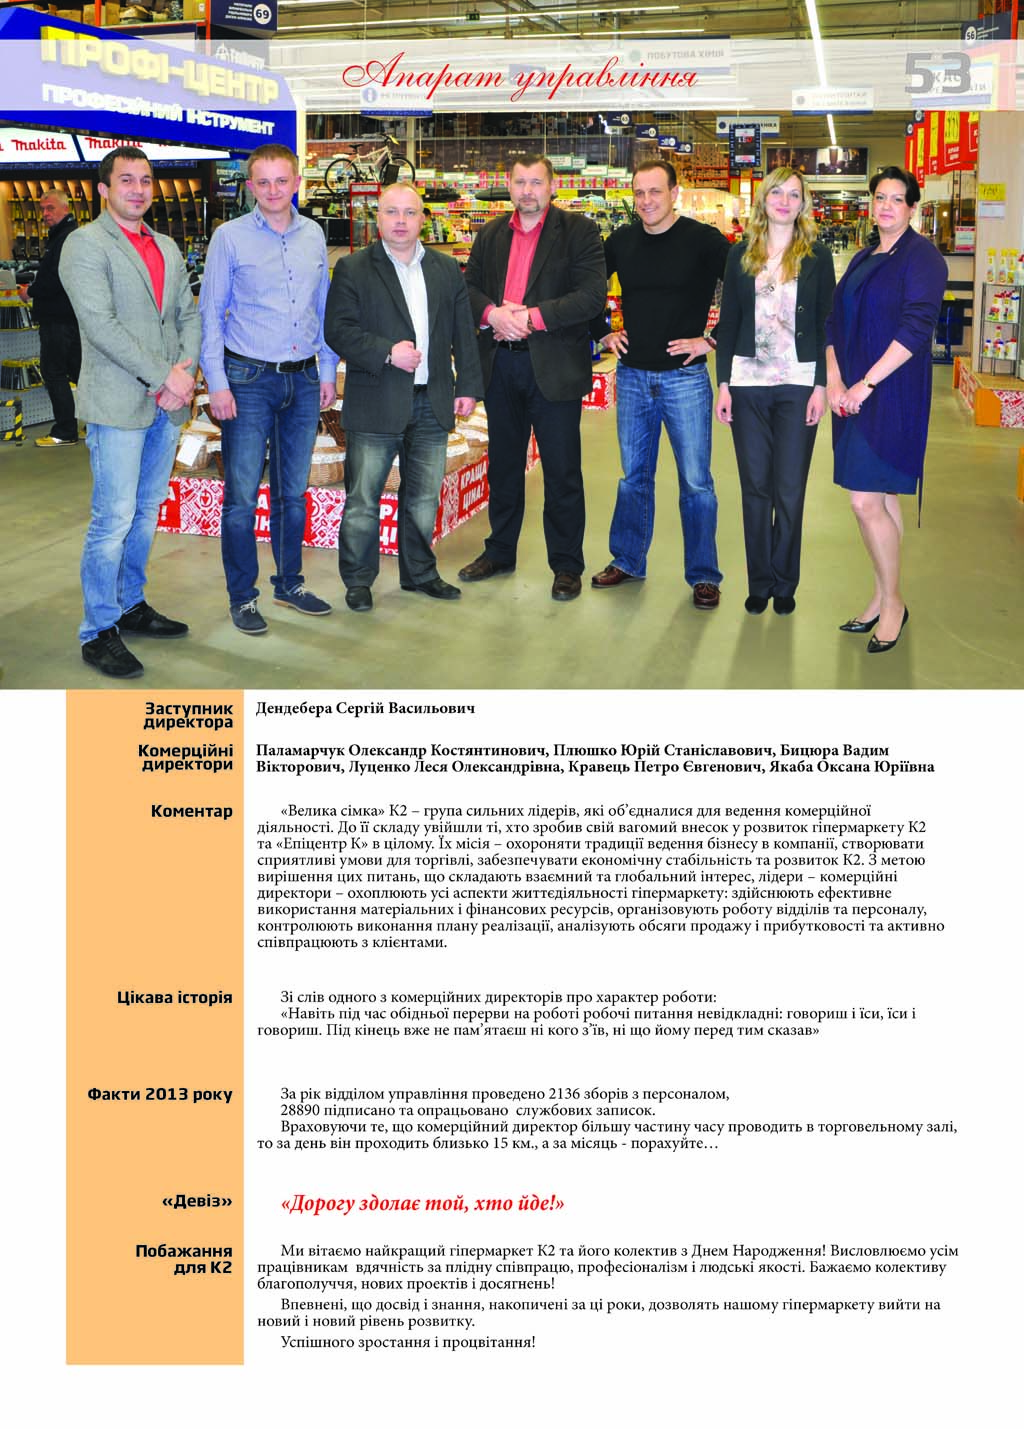 69
ПРОФІ-ЦЕНТР
ПРОФЕСІЙНИЙ ІНСТРУМЕНТ
makita
makita
Апарат управління
53
ПОБУТОВА ХІМІЯ
56
КРАЩА
ЦІНА!
Заступник
директора
Дендебера Сергій Васильович
Комерційні
директори
Паламарчук Олександр Костянтинович, Плюшко Юрій Станіславович, Бицюра Вадим
Вікторович, Луценко Леся Олександрівна, Кравець Петро Євгенович, Якаба Оксана Юріївна
Коментар
«Велика сімка» К2 – група сильних лідерів, які об’єдналися для ведення комерційної
діяльності. До її складу увійшли ті, хто зробив свій вагомий внесок у розвиток гіпермаркету К2
та «Епіцентр К» в цілому. Їх місія – охороняти традиції ведення бізнесу в компанії, створювати
сприятливі умови для торгівлі, забезпечувати економічну стабільність та розвиток К2. З метою
вирішення цих питань, що складають взаємний та глобальний інтерес, лідери – комерційні
директори – охоплюють усі аспекти життєдіяльності гіпермаркету: здійснюють ефективне
використання матеріальних і фінансових ресурсів, організовують роботу відділів та персоналу,
контролюють виконання плану реалізації, аналізують обсяги продажу і прибутковості та активно
співпрацюють з клієнтами.
Цікава історія
Зі слів одного з комерційних директорів про характер роботи:
«Навіть під час обідньої перерви на роботі робочі питання невідкладні: говориш і їси, їси і
говориш. Під кінець вже не пам’ятаєш ні кого з’їв, ні що йому перед тим сказав»
Факти 2013 року
За рік відділом управління проведено 2136 зборів з персоналом,
28890 підписано та опрацьовано службових записок.
Враховуючи те, що комерційний директор більшу частину часу проводить в торговельному залі,
то за день він проходить близько 15 км., а за місяць - порахуйте…
«Девіз»
«Дорогу здолає той, хто йде!»
Побажання
для К2
Ми вітаємо найкращий гіпермаркет К2 та його колектив з Днем Народження! Висловлюємо усім
працівникам вдячність за плідну співпрацю, професіоналізм і людські якості. Бажаємо колективу
благополуччя, нових проектів і досягнень!
Впевнені, що досвід і знання, накопичені за ці роки, дозволять нашому гіпермаркету вийти на
новий і новий рівень розвитку.
Успішного зростання і процвітання!